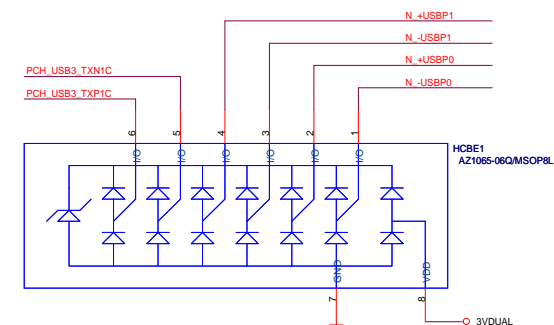 N_+USBP1
N_-USBP1
N_+USBP0
PCH_USB3_TXN1C
N_-USBP0
PCH_USB3_TXP1C
6 5 4 3 2 1
I/O I/O I/O I/O I/O I/O
HCBE1
AZ1065-06Q/MSOP8L
GND VDD
7 8
3VDUAL